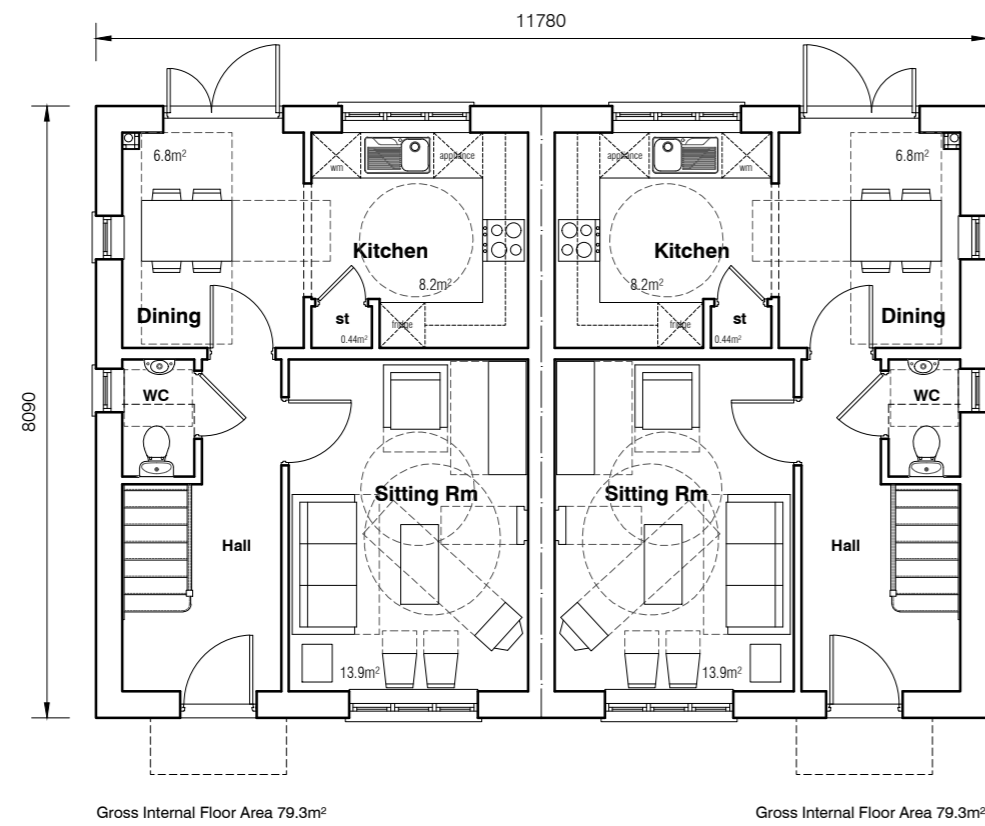 11780
8090
6.8m²
wm
appliance
appliance
wm
6.8m²
Kitchen
Kitchen
8.2m²
8.2m²
Dining
st
fridge
fridge
st
Dining
0.44m²
0.44m²
WC
WC
Sitting Rm
Sitting Rm
Hall
Hall
13.9m²
13.9m²
Gross Internal Floor Area 79.3m²
Gross Internal Floor Area 79.3m²